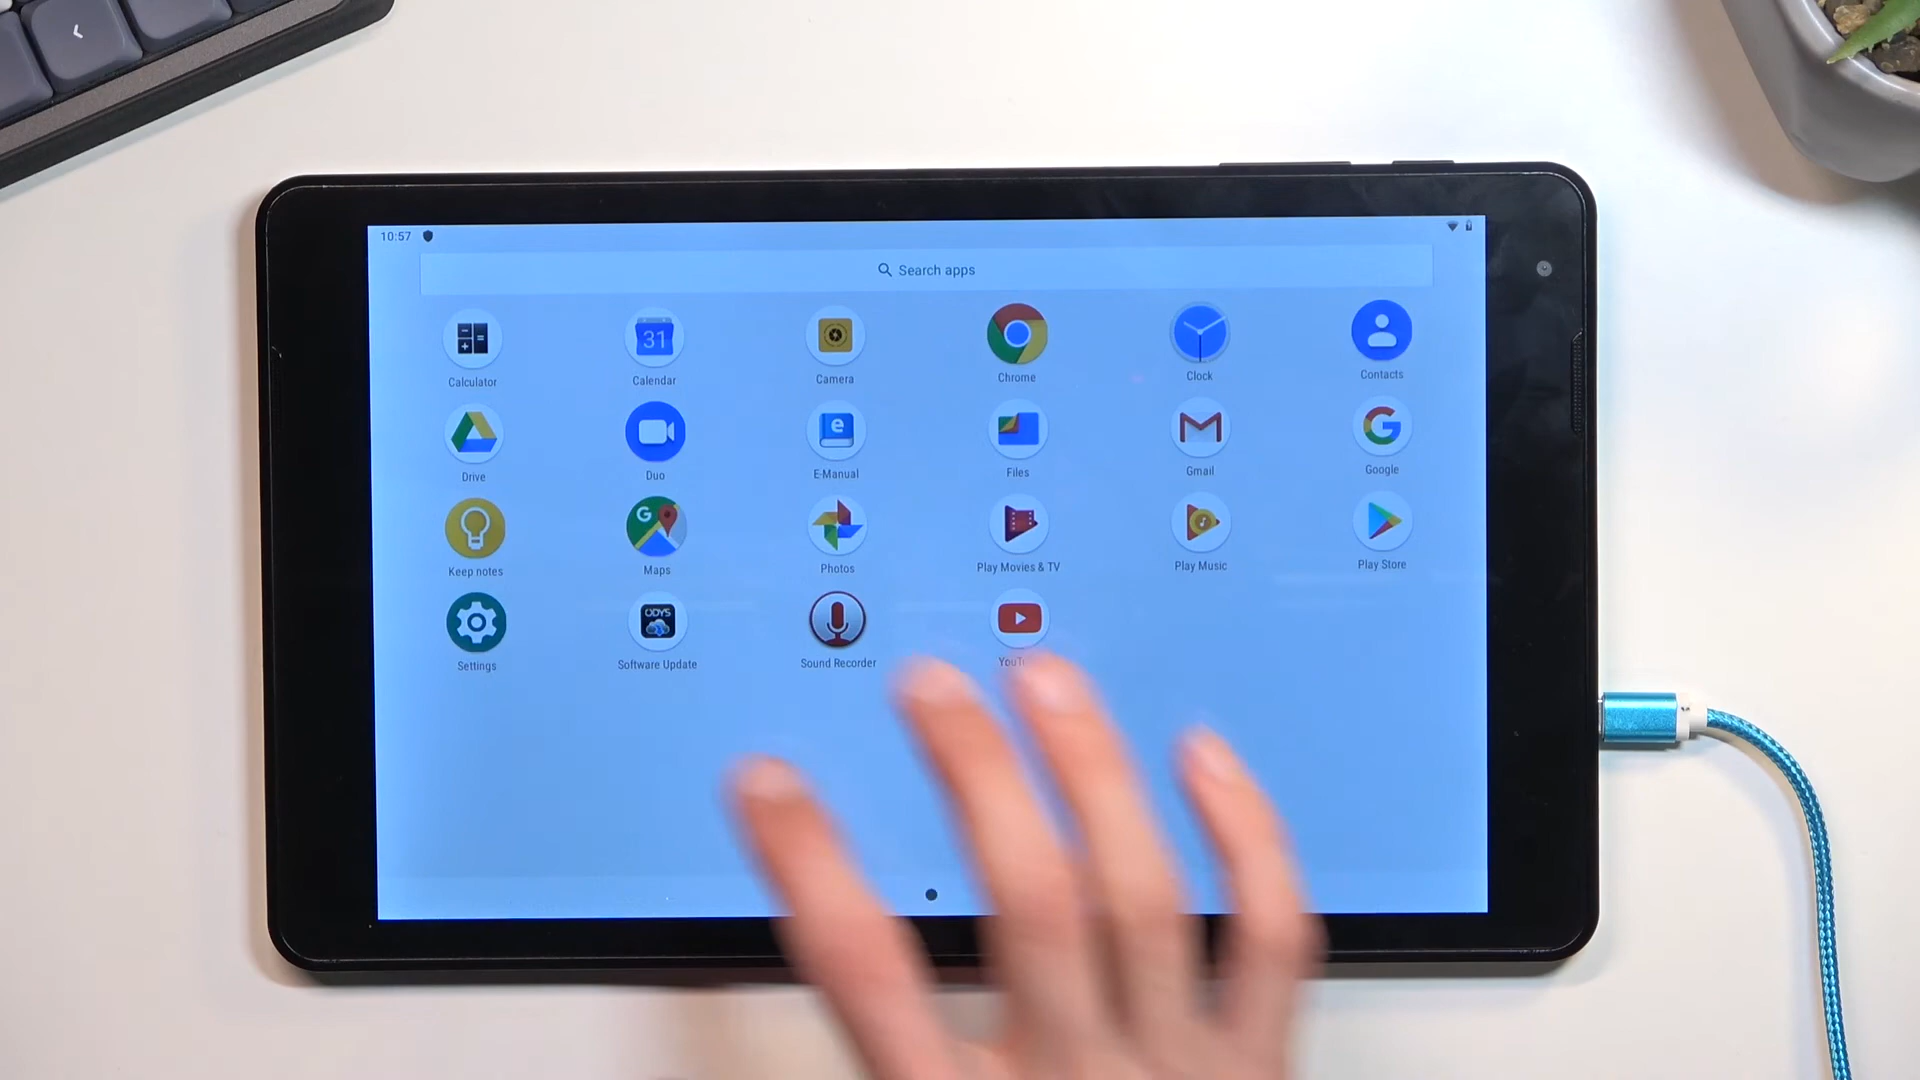 10:57
Search apps
Calculator
31
Calendar
Camera
Chrome
Clock
Contacts
Drive
Duo
e
E-Manual
Files
Gmail
G
Google
Keep notes
G
Maps
Photos
Play Movies & TV
Play Music
Play Store
Settings
ODYS
Software Update
Sound Recorder